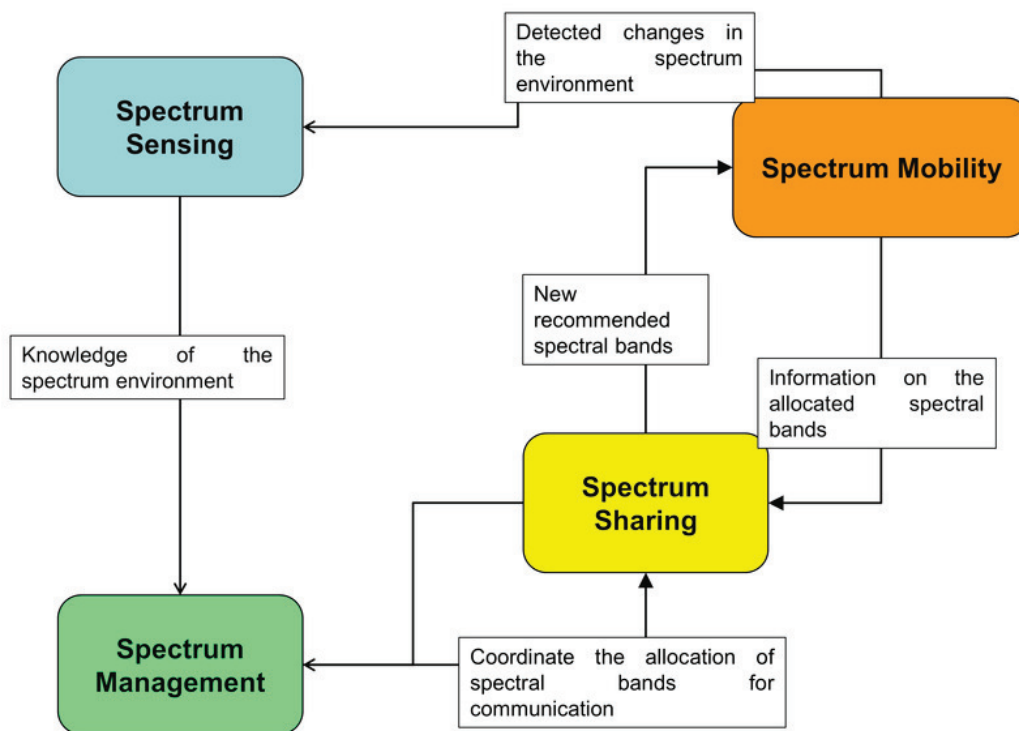 Detected changes in
the spectrum
environment
Spectrum
Sensing
Spectrum Mobility
New
recommended
spectral bands
Knowledge of the
spectrum environment
Information on the
allocated spectral
bands
Spectrum
Sharing
Spectrum
Management
Coordinate the allocation of
spectral bands for
communication